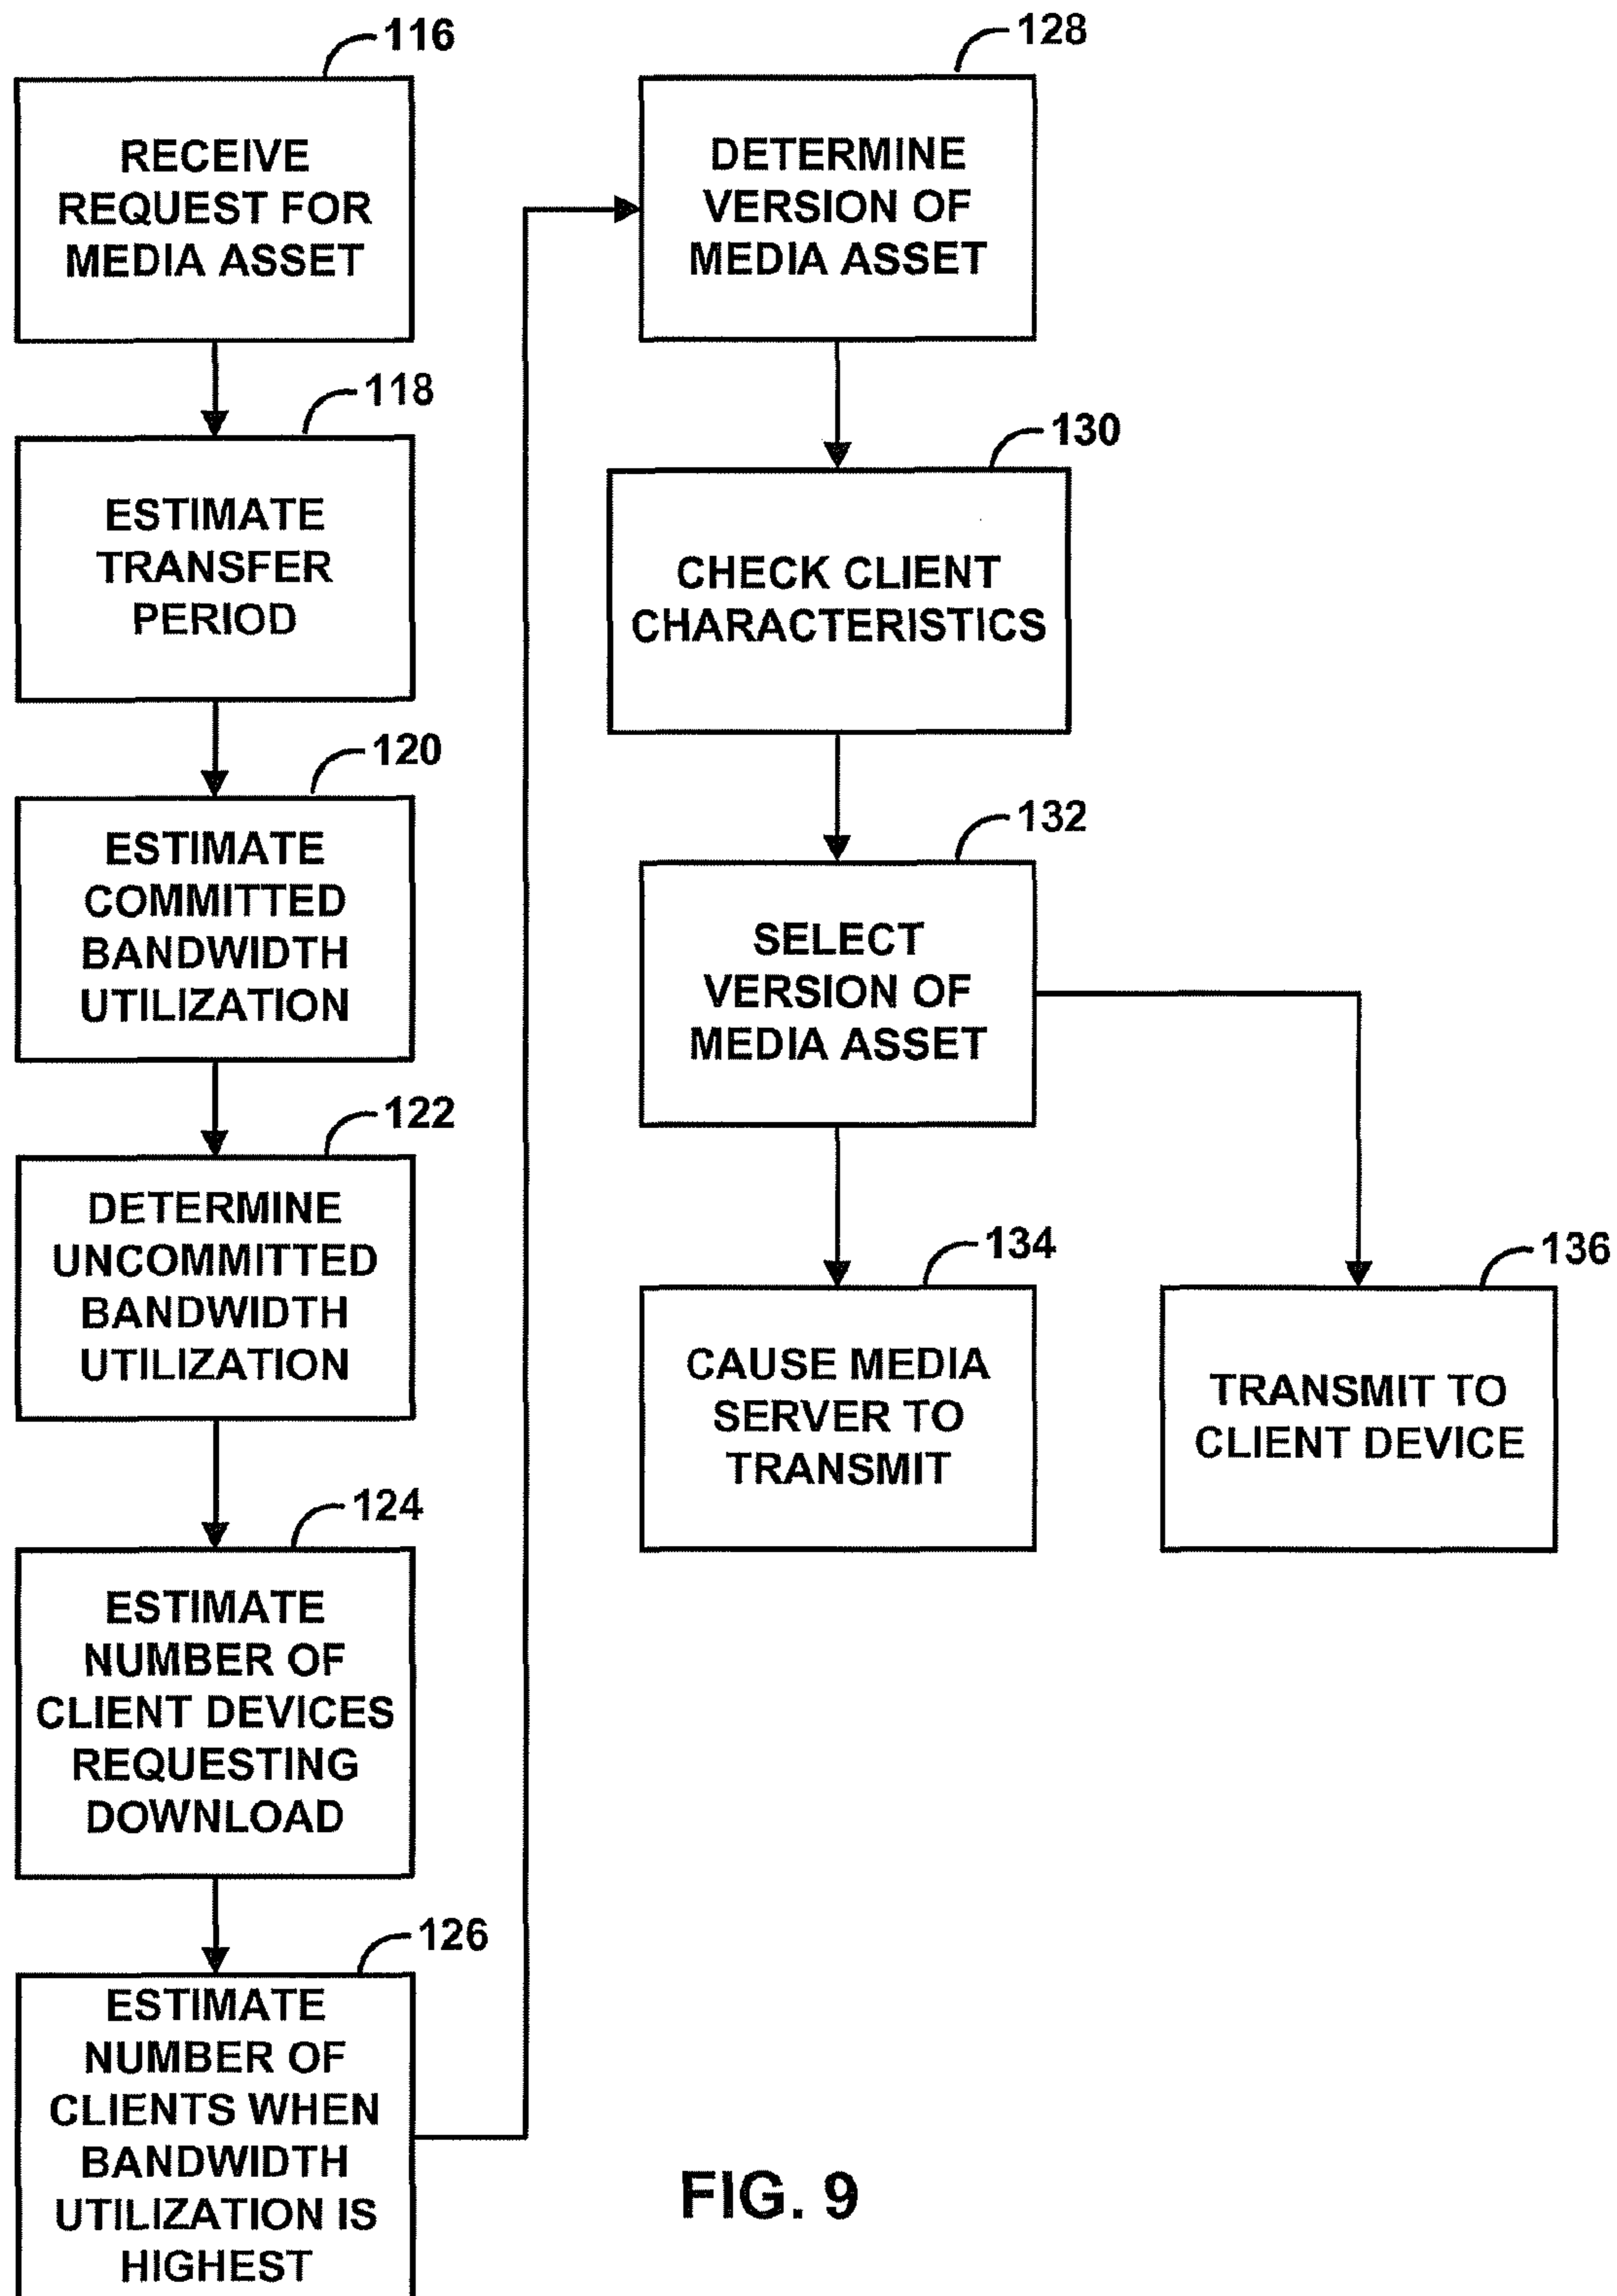 116
RECEIVE
REQUEST FOR
MEDIA ASSET
118
ESTIMATE
TRANSFER
PERIOD
120
ESTIMATE
COMMITTED
BANDWIDTH
UTILIZATION
122
DETERMINE
UNCOMMITTED
BANDWIDTH
UTILIZATION
124
ESTIMATE
NUMBER OF
CLIENT DEVICES
REQUESTING
DOWNLOAD
126
ESTIMATE
NUMBER OF
CLIENTS WHEN
BANDWIDTH
UTILIZATION IS
HIGHEST
128
DETERMINE
VERSION OF
MEDIA ASSET
130
CHECK CLIENT
CHARACTERISTICS
132
SELECT
VERSION OF
MEDIA ASSET
134
CAUSE MEDIA
SERVER TO
TRANSMIT
136
TRANSMIT TO
CLIENT DEVICE
FIG. 9